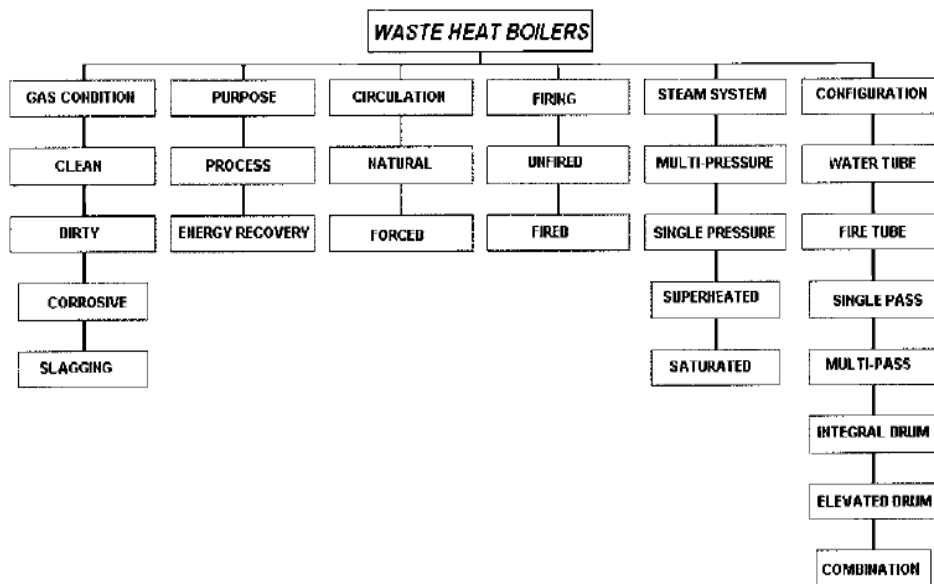 WASTE HEAT BOILERS
GAS CONDITION
PURPOSE
CIRCULATION
FIRING
STEAM SYSTEM
CONFIGURATION
CLEAN
PROCESS
NATURAL
UNFIRED
MULTI-PRESSURE
WATER TUBE
DIRTY
ENERGY RECOVERY
FORCED
FIRED
SINGLE PRESSURE
FIRE TUBE
CORROSIVE
SUPERHEATED
SINGLE PASS
SLAGGING
SATURATED
MULTI-PASS
INTEGRAL DRUM
ELEVATED DRUM
COMBINATION